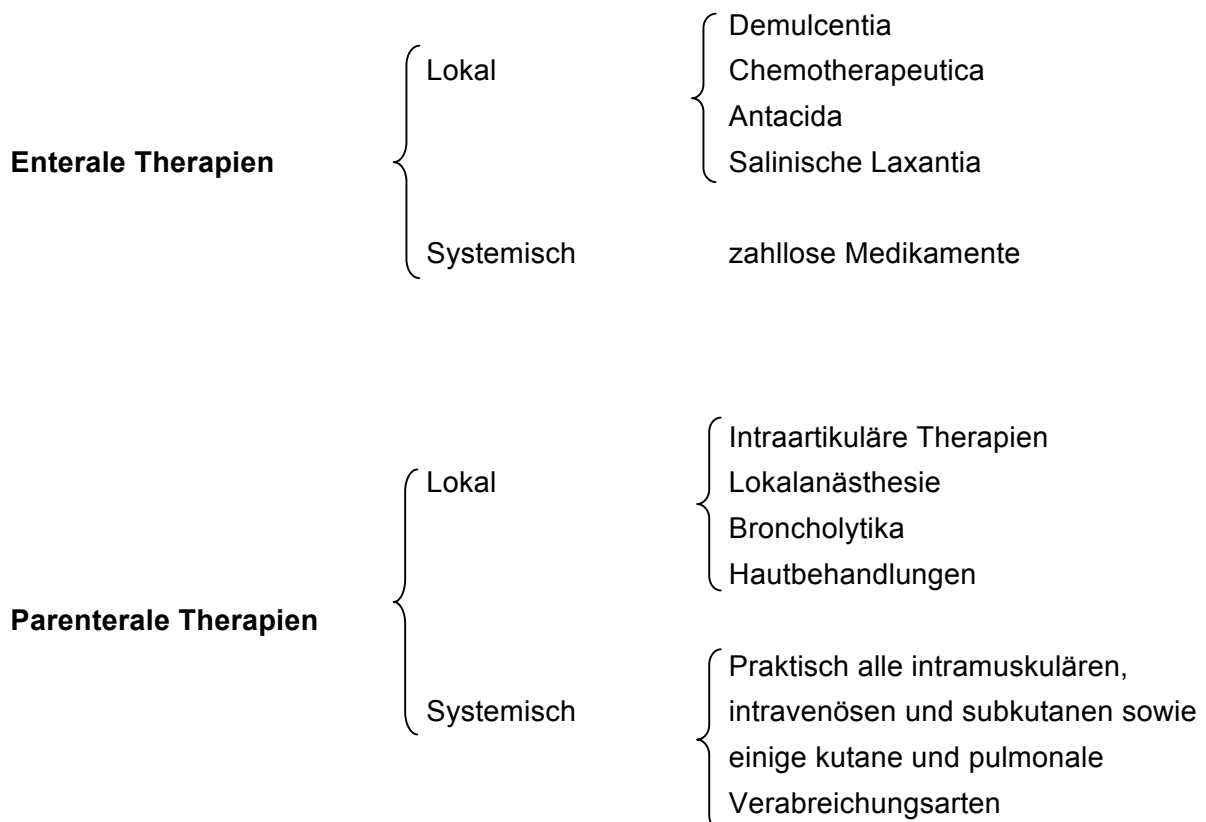 Demulcentia
Lokal Chemotherapeutica
Antacida
Enterale Therapien Salinische Laxantia
Systemisch zahllose Medikamente
Intraartikuläre Therapien
Lokal Lokalanästhesie
Broncholytika
Hautbehandlungen
Parenterale Therapien
Praktisch alle intramuskulären,
Systemisch intravenösen und subkutanen sowie
einige kutane und pulmonale
Verabreichungsarten